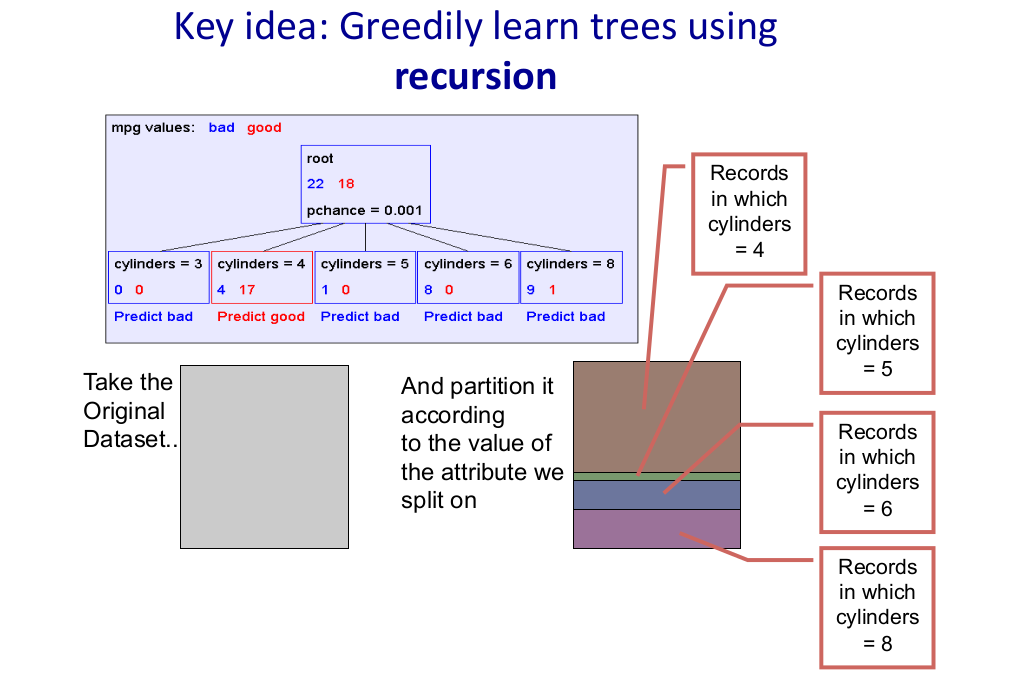 Key idea: Greedily learn trees using
recursion
mpg values: bad good
root
22 18
pchance = 0.001
cylinders = 3
0 0
Predict bad
cylinders = 4
4 17
Predict good
cylinders = 5
1 0
Predict bad
cylinders = 6
8 0
Predict bad
cylinders = 8
9 1
Predict bad
Take the
Original
Dataset..
And partition it
according
to the value of
the attribute we
split on
Records
in which
cylinders
= 4
Records
in which
cylinders
= 5
Records
in which
cylinders
= 6
Records
in which
cylinders
= 8